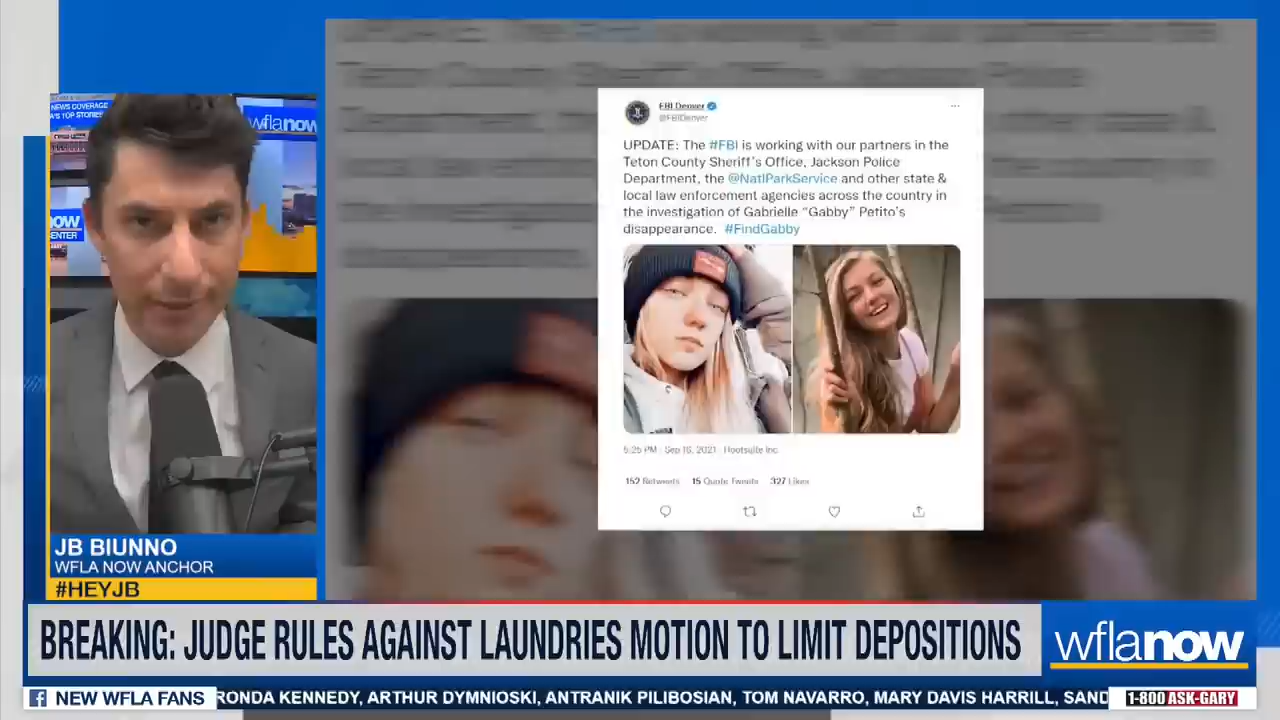 NEWS COVERAGE
wflanow
FBI Denver
@FBIDenver
UPDATE: The #FBI is working with our partners in the
Teton County Sheriff's Office, Jackson Police
Department, the @NatlParkService and other state &
local law enforcement agencies across the country in
the investigation of Gabrielle "Gabby" Petito's
disappearance. #FindGabby
5:25 PM · Sep 16, 2021 · Hootsuite Inc.
152 Retweets 15 Quote Tweets 327 Likes
JB BIUNNO
WFLA NOW ANCHOR
#HEYJB
BREAKING: JUDGE RULES AGAINST LAUNDRIES MOTION TO LIMIT DEPOSITIONS
wflanow
NEW WFLA FANS
RONDA KENNEDY, ARTHUR DYMNIOSKI, ANTRANIK PILIBOSIAN, TOM NAVARRO, MARY DAVIS HARRILL, SAND
1-800 ASK-GARY